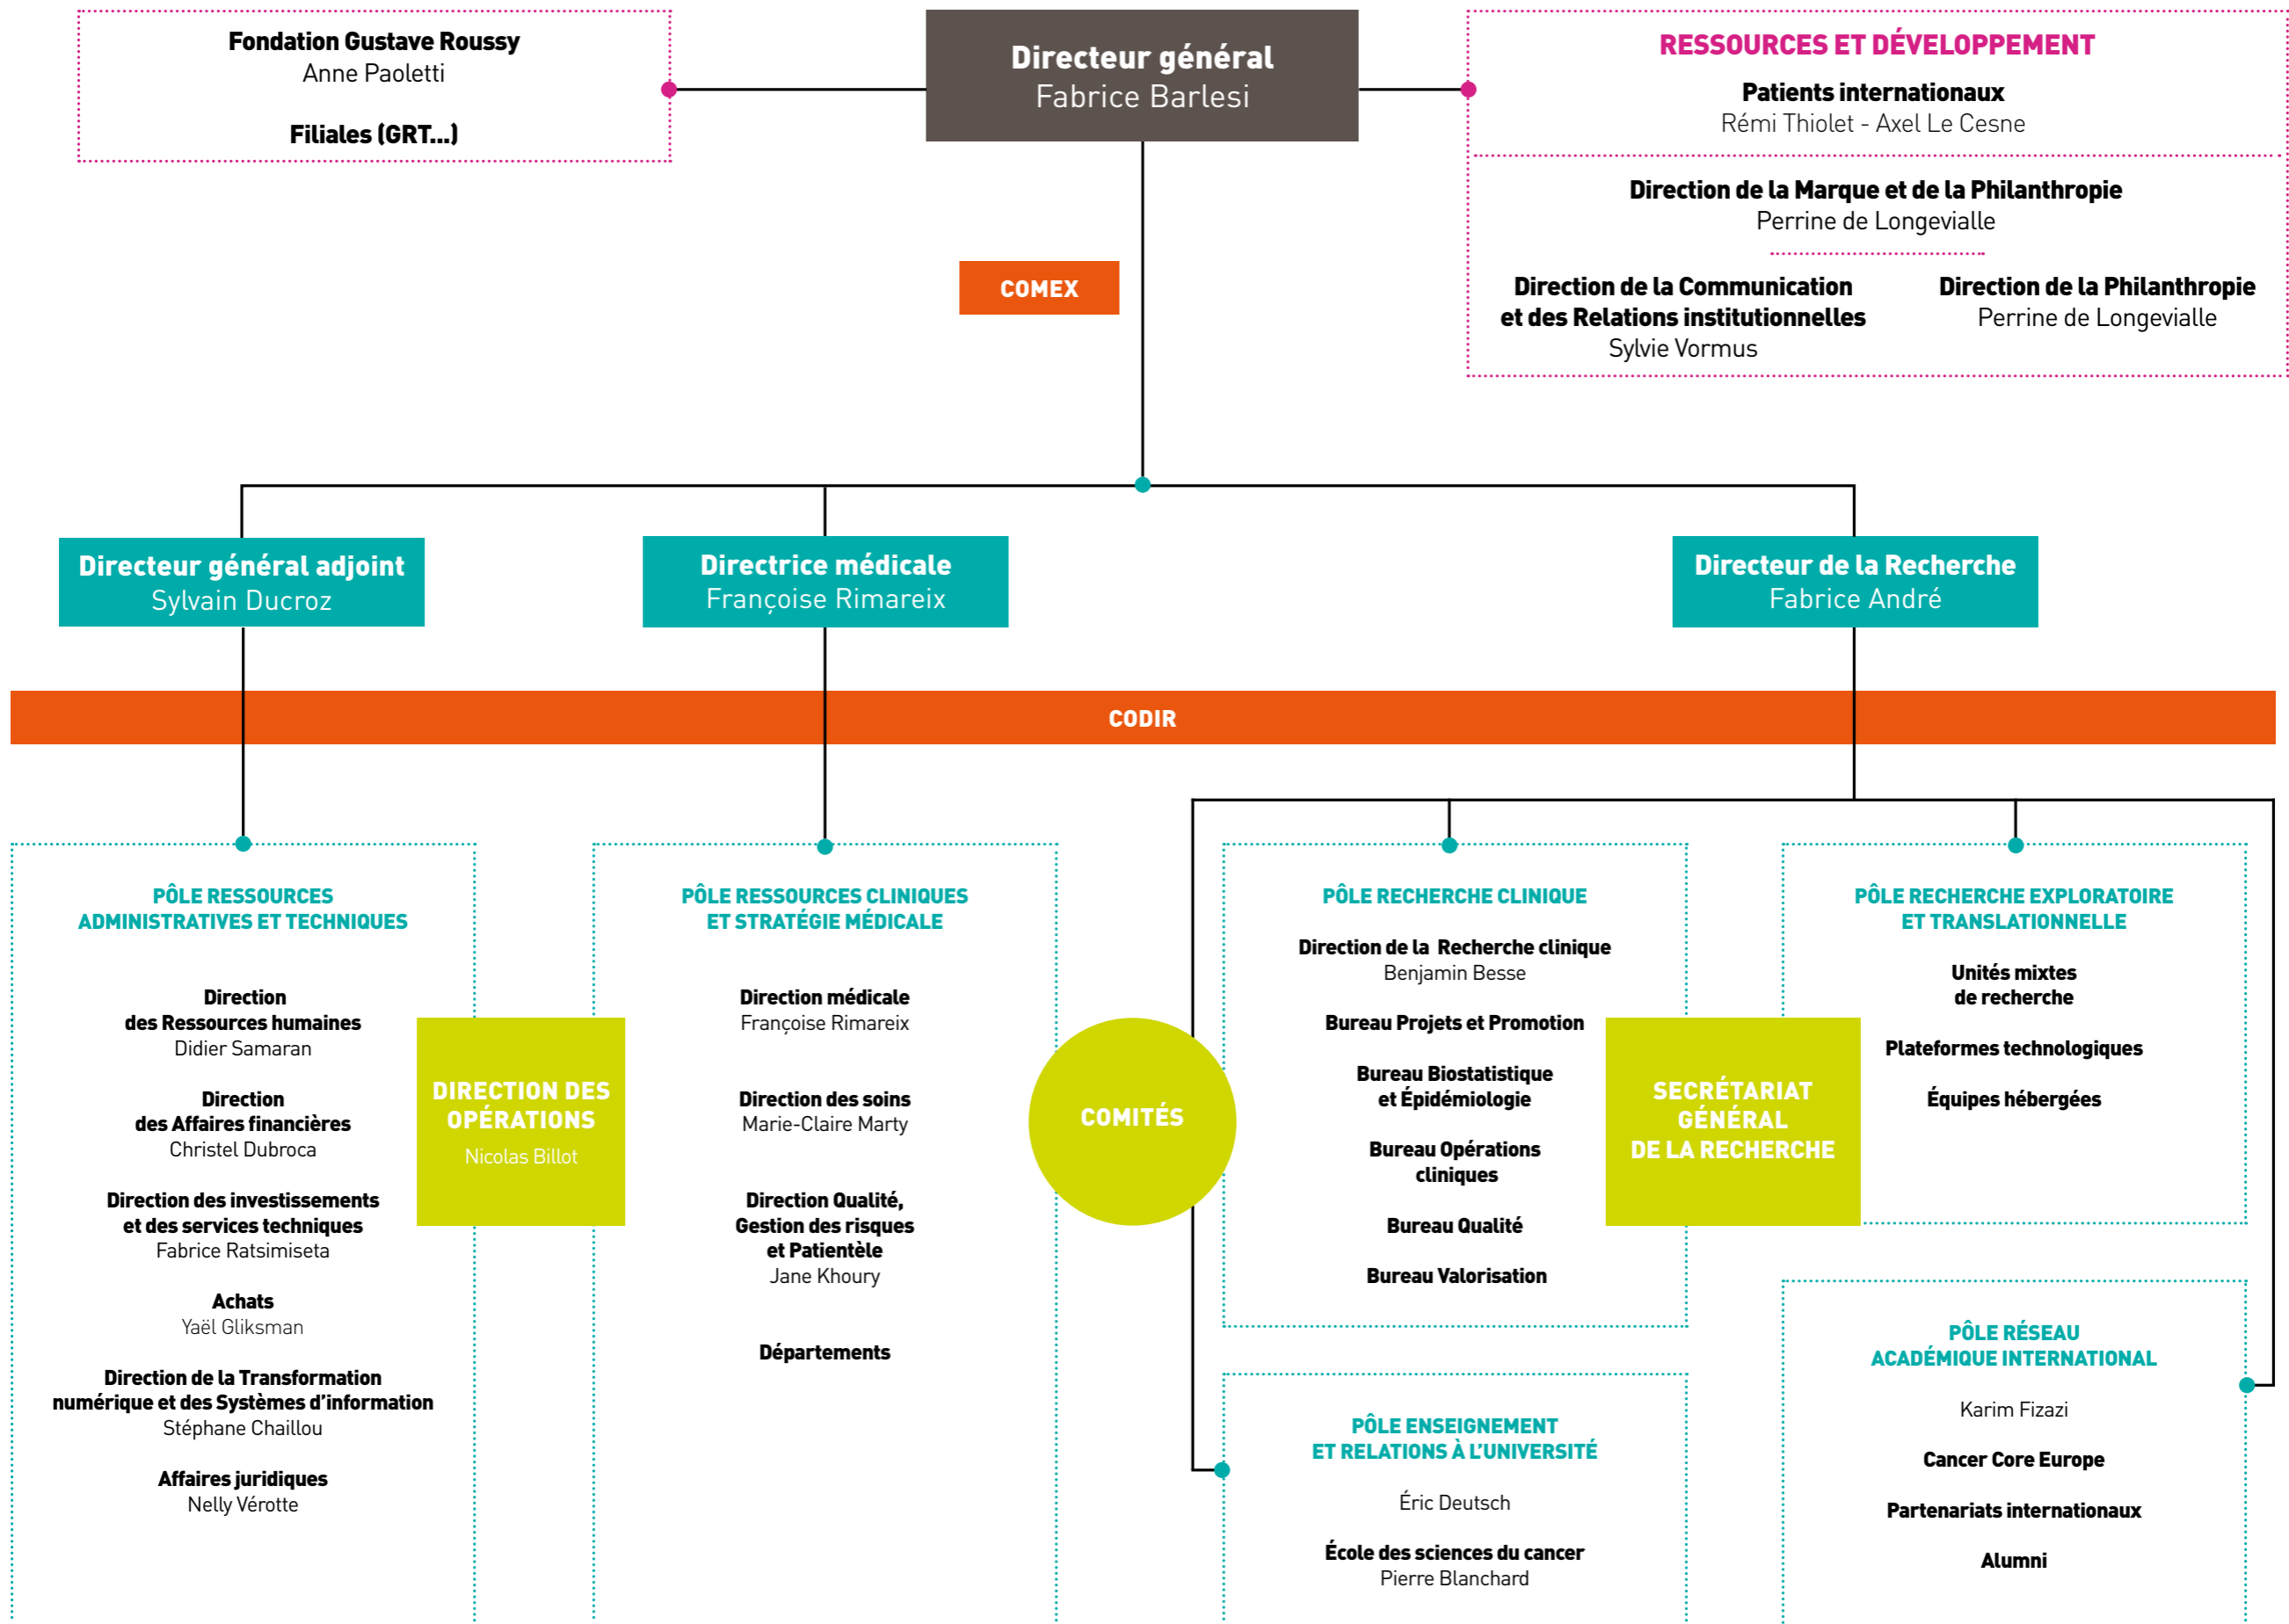 Fondation Gustave Roussy
Anne Paoletti
Filiales (GRT...)
Directeur général
Fabrice Barlesi
RESSOURCES ET DÉVELOPPEMENT
Patients internationaux
Rémi Thiolet - Axel Le Cesne
Direction de la Marque et de la Philanthropie
Perrine de Longevialle
Direction de la Communication
et des Relations institutionnelles
Sylvie Vormus
Direction de la Philanthropie
Perrine de Longevialle
COMEX
Directeur général adjoint
Sylvain Ducroz
Directrice médicale
Françoise Rimareix
Directeur de la Recherche
Fabrice André
CODIR
PÔLE RESSOURCES
ADMINISTRATIVES ET TECHNIQUES
Direction
des Ressources humaines
Didier Samaran
Direction
des Affaires financières
Christel Dubroca
Direction des investissements
et des services techniques
Fabrice Ratsimiseta
Achats
Yaël Gliksman
Direction de la Transformation
numérique et des Systèmes d'information
Stéphane Chaillou
Affaires juridiques
Nelly Vérotte
DIRECTION DES
OPÉRATIONS
Nicolas Billot
PÔLE RESSOURCES CLINIQUES
ET STRATÉGIE MÉDICALE
Direction médicale
Françoise Rimareix
Direction des soins
Marie-Claire Marty
Direction Qualité,
Gestion des risques
et Patientèle
Jane Khoury
Départements
COMITÉS
PÔLE RECHERCHE CLINIQUE
Direction de la Recherche clinique
Benjamin Besse
Bureau Projets et Promotion
Bureau Biostatistique
et Épidémiologie
Bureau Opérations
cliniques
Bureau Qualité
Bureau Valorisation
SECRÉTARIAT
GÉNÉRAL
DE LA RECHERCHE
PÔLE RECHERCHE EXPLORATOIRE
ET TRANSLATIONNELLE
Unités mixtes
de recherche
Plateformes technologiques
Équipes hébergées
PÔLE ENSEIGNEMENT
ET RELATIONS À L'UNIVERSITÉ
Éric Deutsch
École des sciences du cancer
Pierre Blanchard
PÔLE RÉSEAU
ACADÉMIQUE INTERNATIONAL
Karim Fizazi
Cancer Core Europe
Partenariats internationaux
Alumni